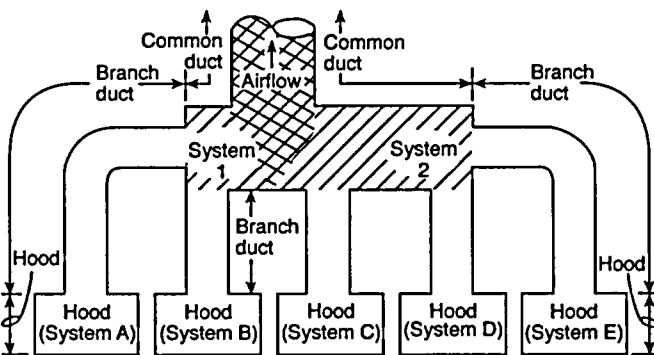 Common
duct
Common
duct
Branch
duct
Airflow
Branch
duct
System
1
System
2
Branch
duct
Hood
Hood
Hood
(System A)
Hood
(System B)
Hood
(System C)
Hood
(System D)
Hood
(System E)